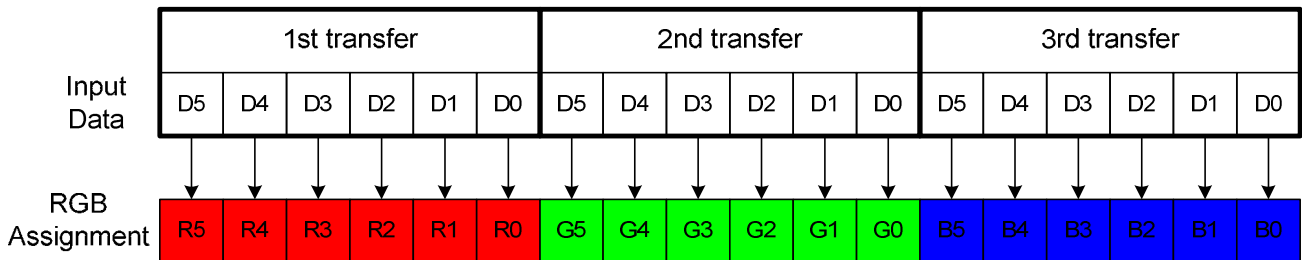 1st transfer 2nd transfer 3rd transfer
Input
Data
D5 D4 D3 D2 D1 D0 D5 D4 D3 D2 D1 D0 D5 D4 D3 D2 D1 D0
RGB
Assignment
R5 R4 R3 R2 R1 R0 G5 G4 G3 G2 G1 G0 B5 B4 B3 B2 B1 B0